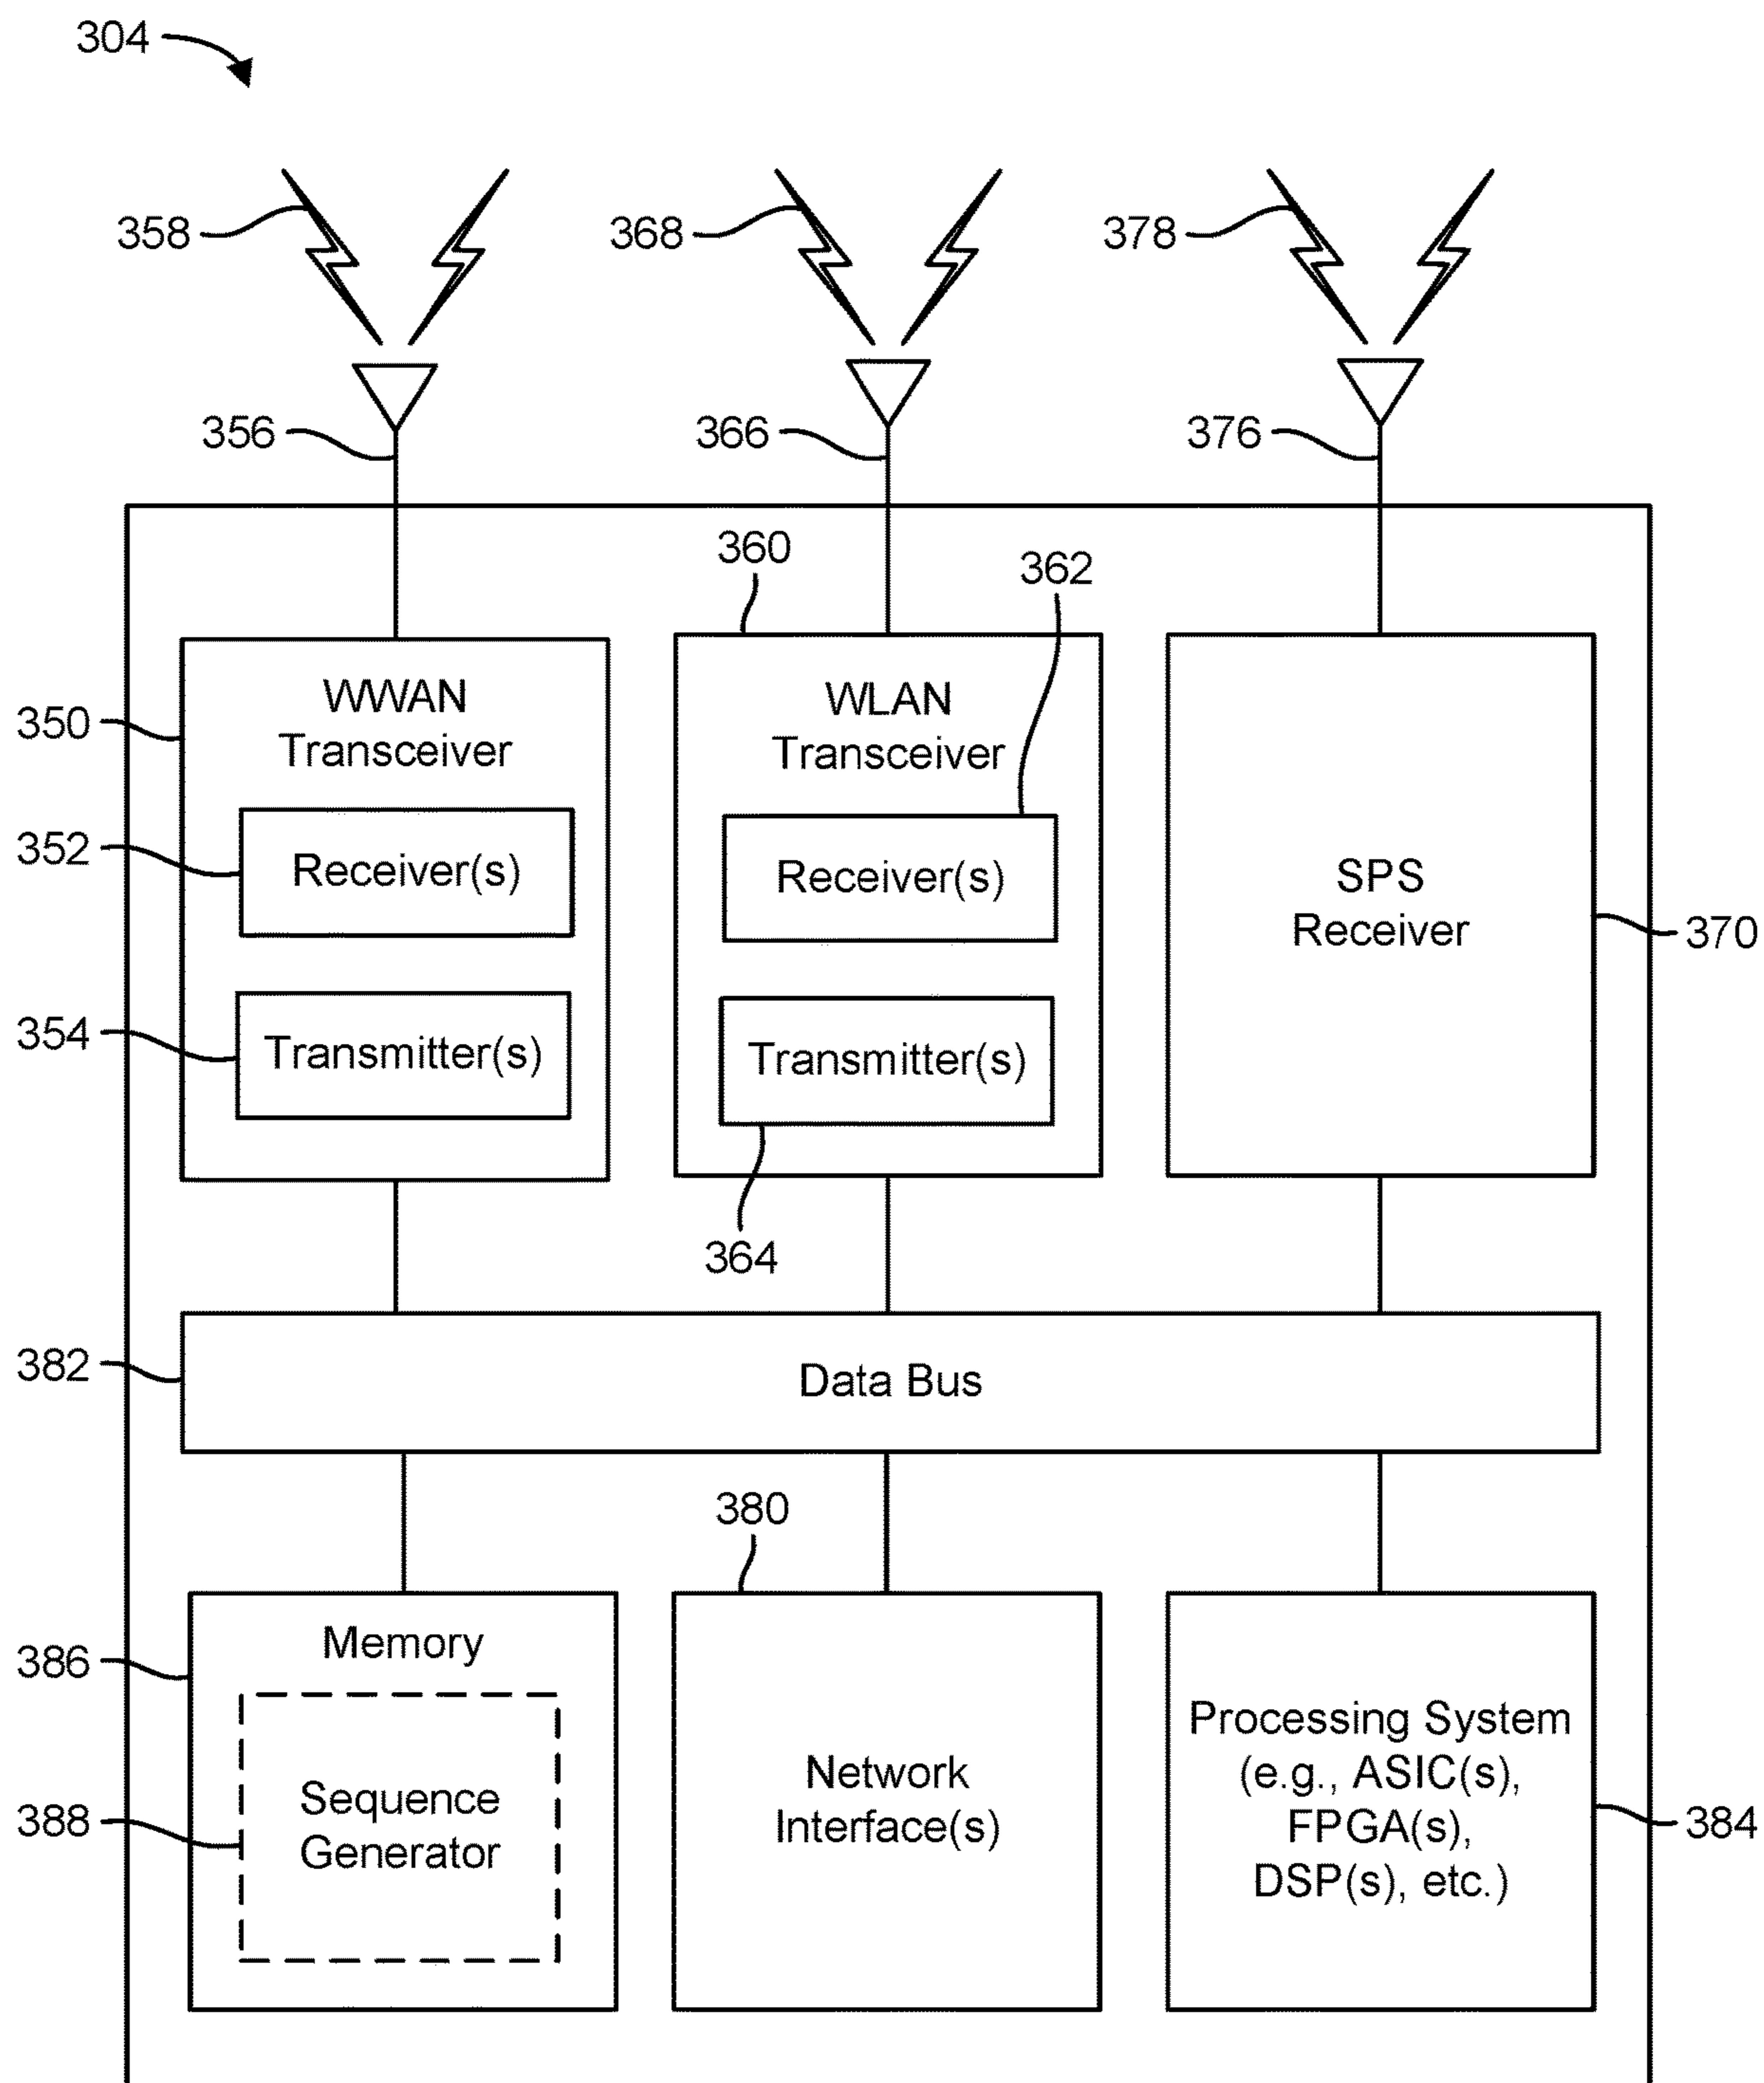 304
358
368
378
356
366
376
360
362
350
WWAN
Transceiver
WLAN
Transceiver
352
Receiver(s)
Receiver(s)
SPS
Receiver
370
354
Transmitter(s)
Transmitter(s)
364
382
Data Bus
380
386
Memory
388
Sequence
Generator
Network
Interface(s)
Processing System
(e.g., ASIC(s),
FPGA(s),
DSP(s), etc.)
384